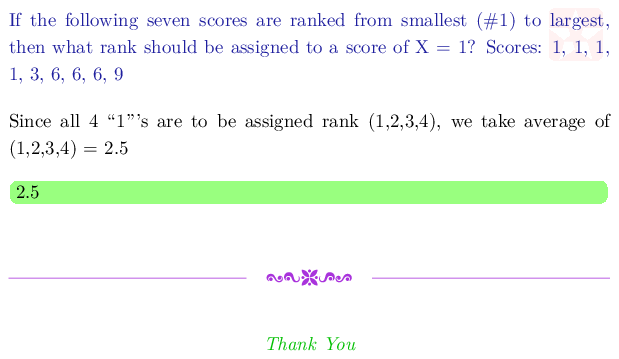 If the following seven scores are ranked from smallest (#1) to largest,
then what rank should be assigned to a score of X = 1? Scores: 1, 1, 1,
1, 3, 6, 6, 6, 9
Since all 4 “1”’s are to be assigned rank (1,2,3,4), we take average of
(1,2,3,4) = 2.5
2.5
Thank You